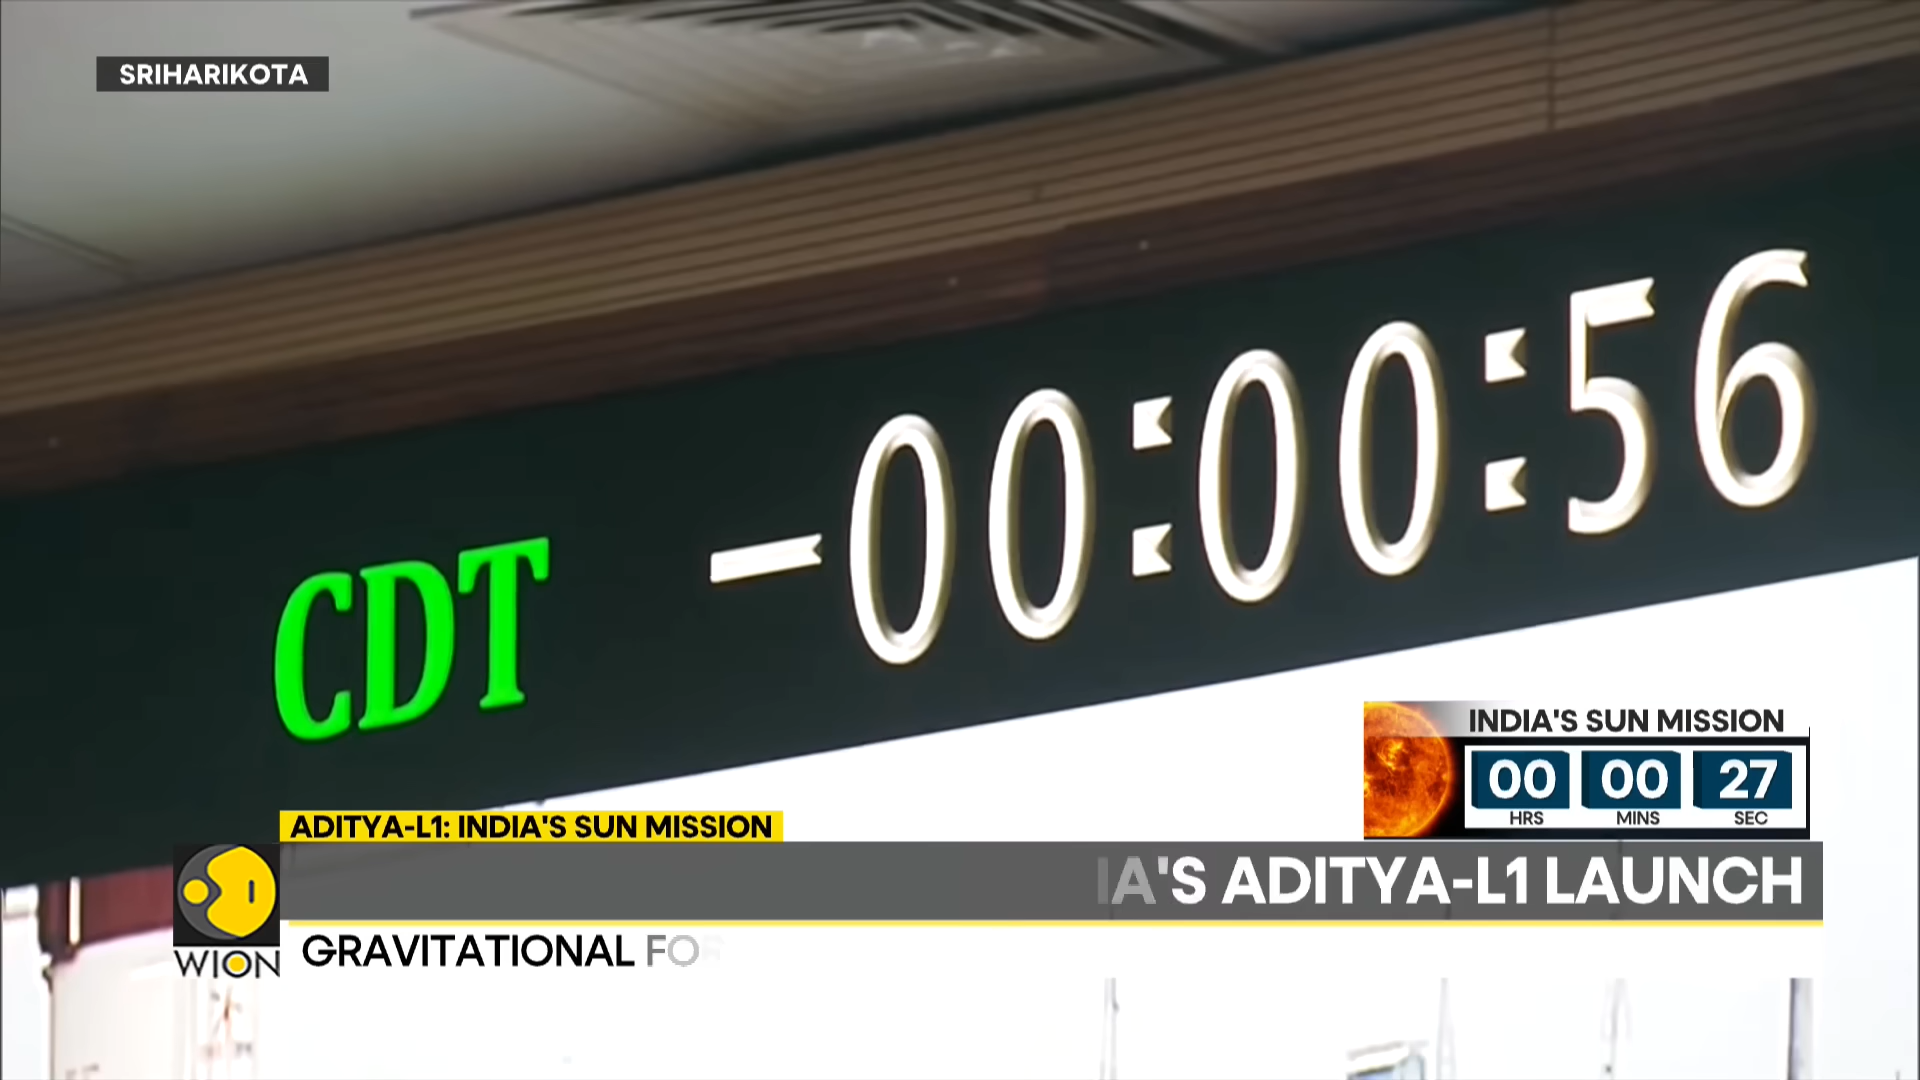 SRIHARIKOTA
CDT -00:00:56
INDIA'S SUN MISSION
00 00 27
HRS MINS SEC
ADITYA-L1: INDIA'S SUN MISSION
'S ADITYA-L1 LAUNCH
GRAVITATIONAL
WION